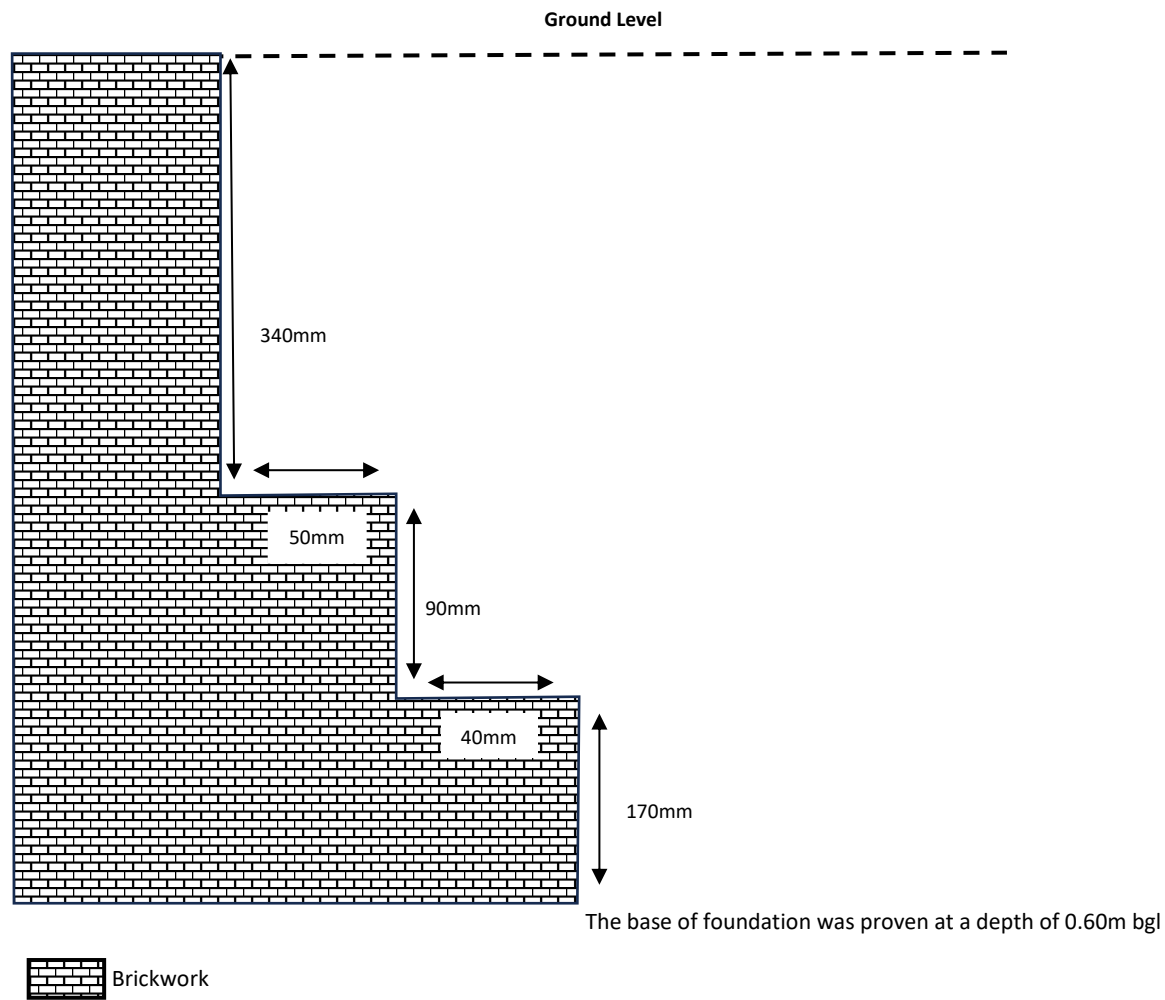 Ground Level
340mm
50mm
90mm
40mm
170mm
The base of foundation was proven at a depth of 0.60m bgl
Brickwork